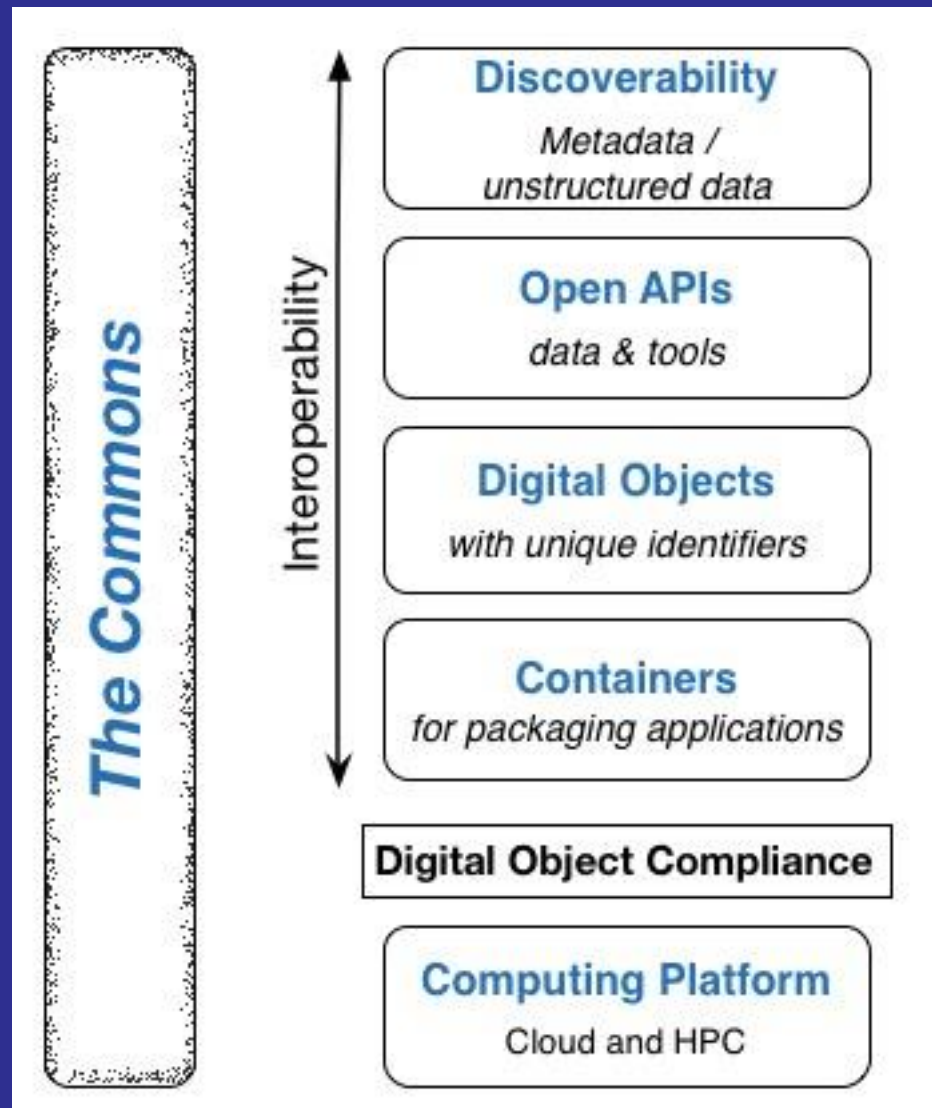 The Commons
Interoperability
Discoverability
Metadata /
unstructured data
Open APIs
data & tools
Digital Objects
with unique identifiers
Containers
for packaging applications
Digital Object Compliance
Computing Platform
Cloud and HPC